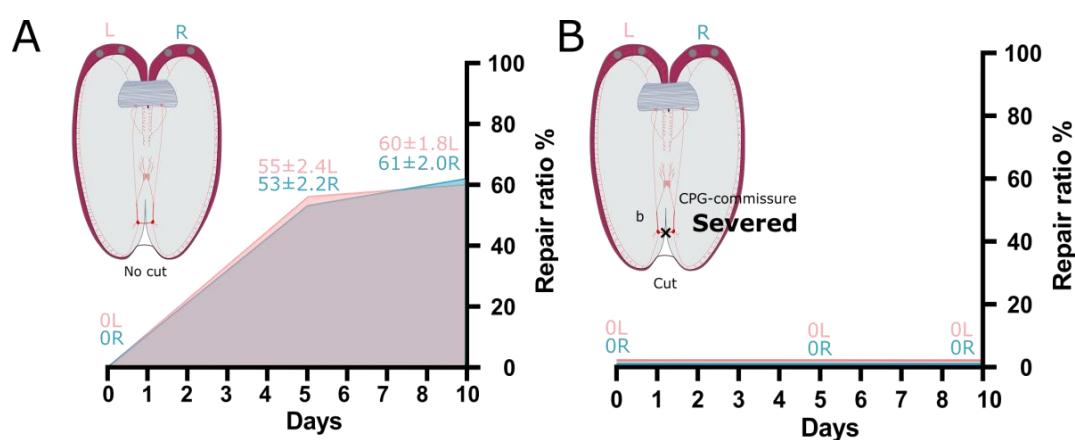 A
L
R
No cut
0L
0R
55±2.4L
53±2.2R
60±1.8L
61±2.0R
100
80
60
40
20
0
Repair ratio %
0 1 2 3 4 5 6 7 8 9 10
Days
B
L
R
CPG-commissure
b
Severed
Cut
0L
0R
0L
0R
0L
0R
100
80
60
40
20
0
Repair ratio %
0 1 2 3 4 5 6 7 8 9 10
Days